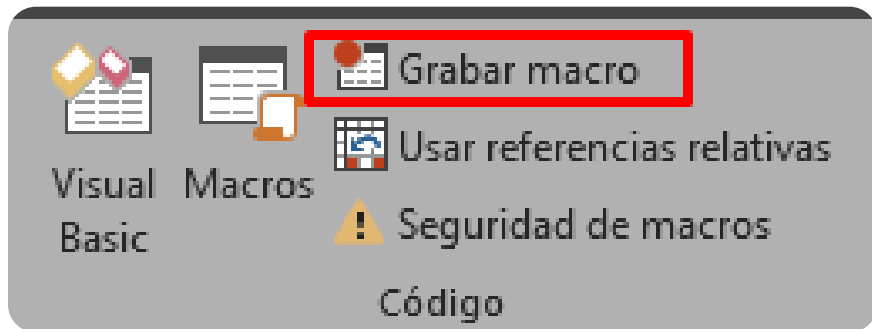 Visual
Basic
Macros
Grabar macro
Usar referencias relativas
Seguridad de macros
Código